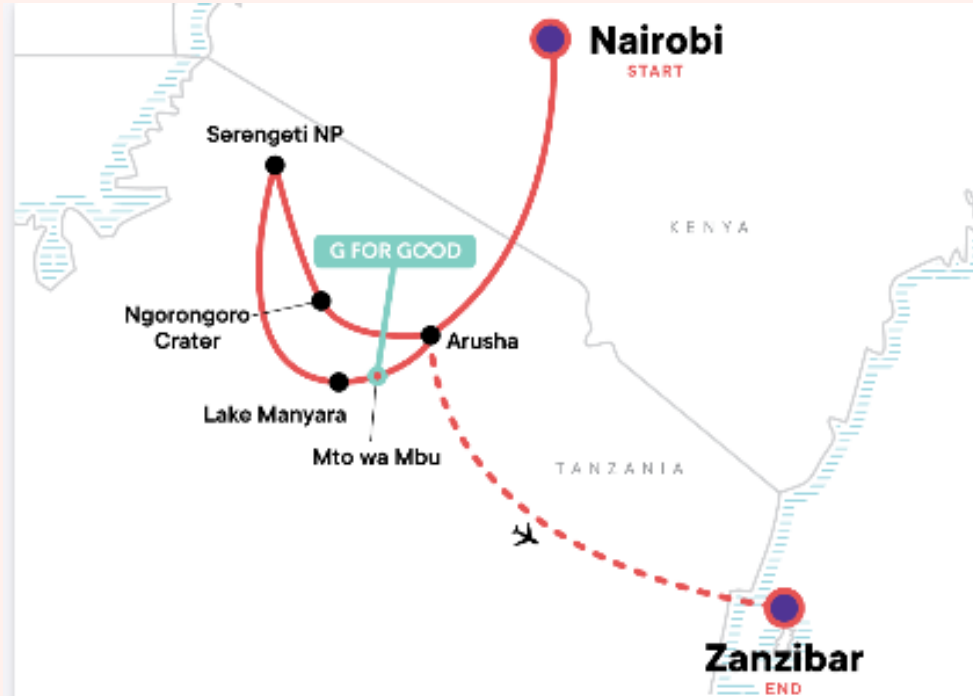 Nairobi
START
Serengeti NP
KENYA
G FOR GOOD
Ngorongoro
Crater
Arusha
Lake Manyara
Mto wa Mbu
TANZANIA
Zanzibar
END